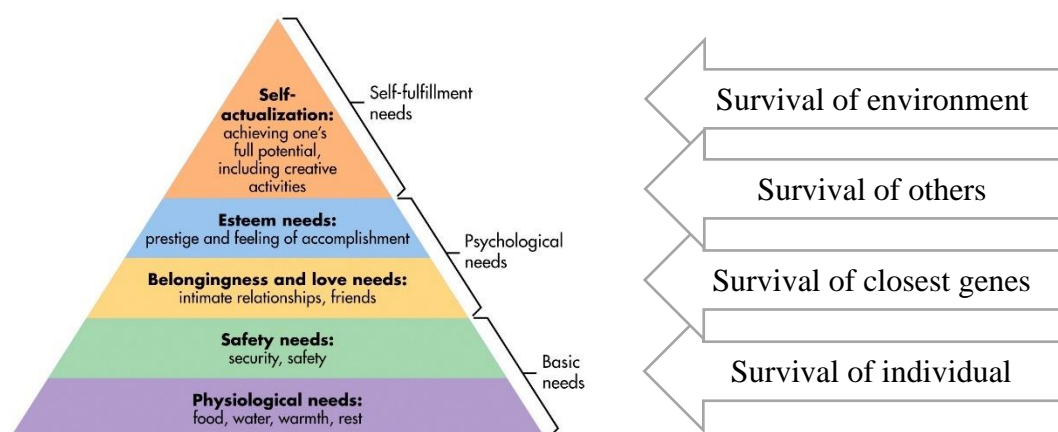 Self-
actualization:
achieving one's
full potential,
including creative
activities
Self-fulfillment
needs
Esteem needs:
prestige and feeling of accomplishment
Psychological
needs
Belongingness and love needs:
intimate relationships, friends
Safety needs:
security, safety
Basic
needs
Physiological needs:
food, water, warmth, rest
Survival of environment
Survival of others
Survival of closest genes
Survival of individual